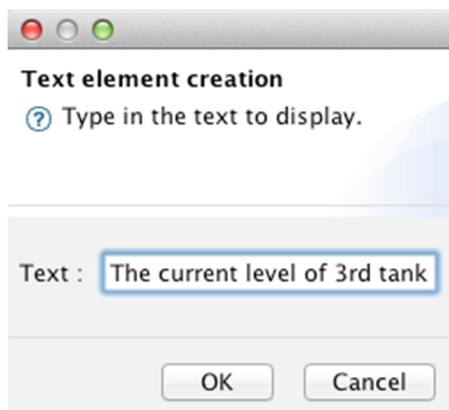 Text element creation
? Type in the text to display.
Text : The current level of 3rd tank
OK Cancel